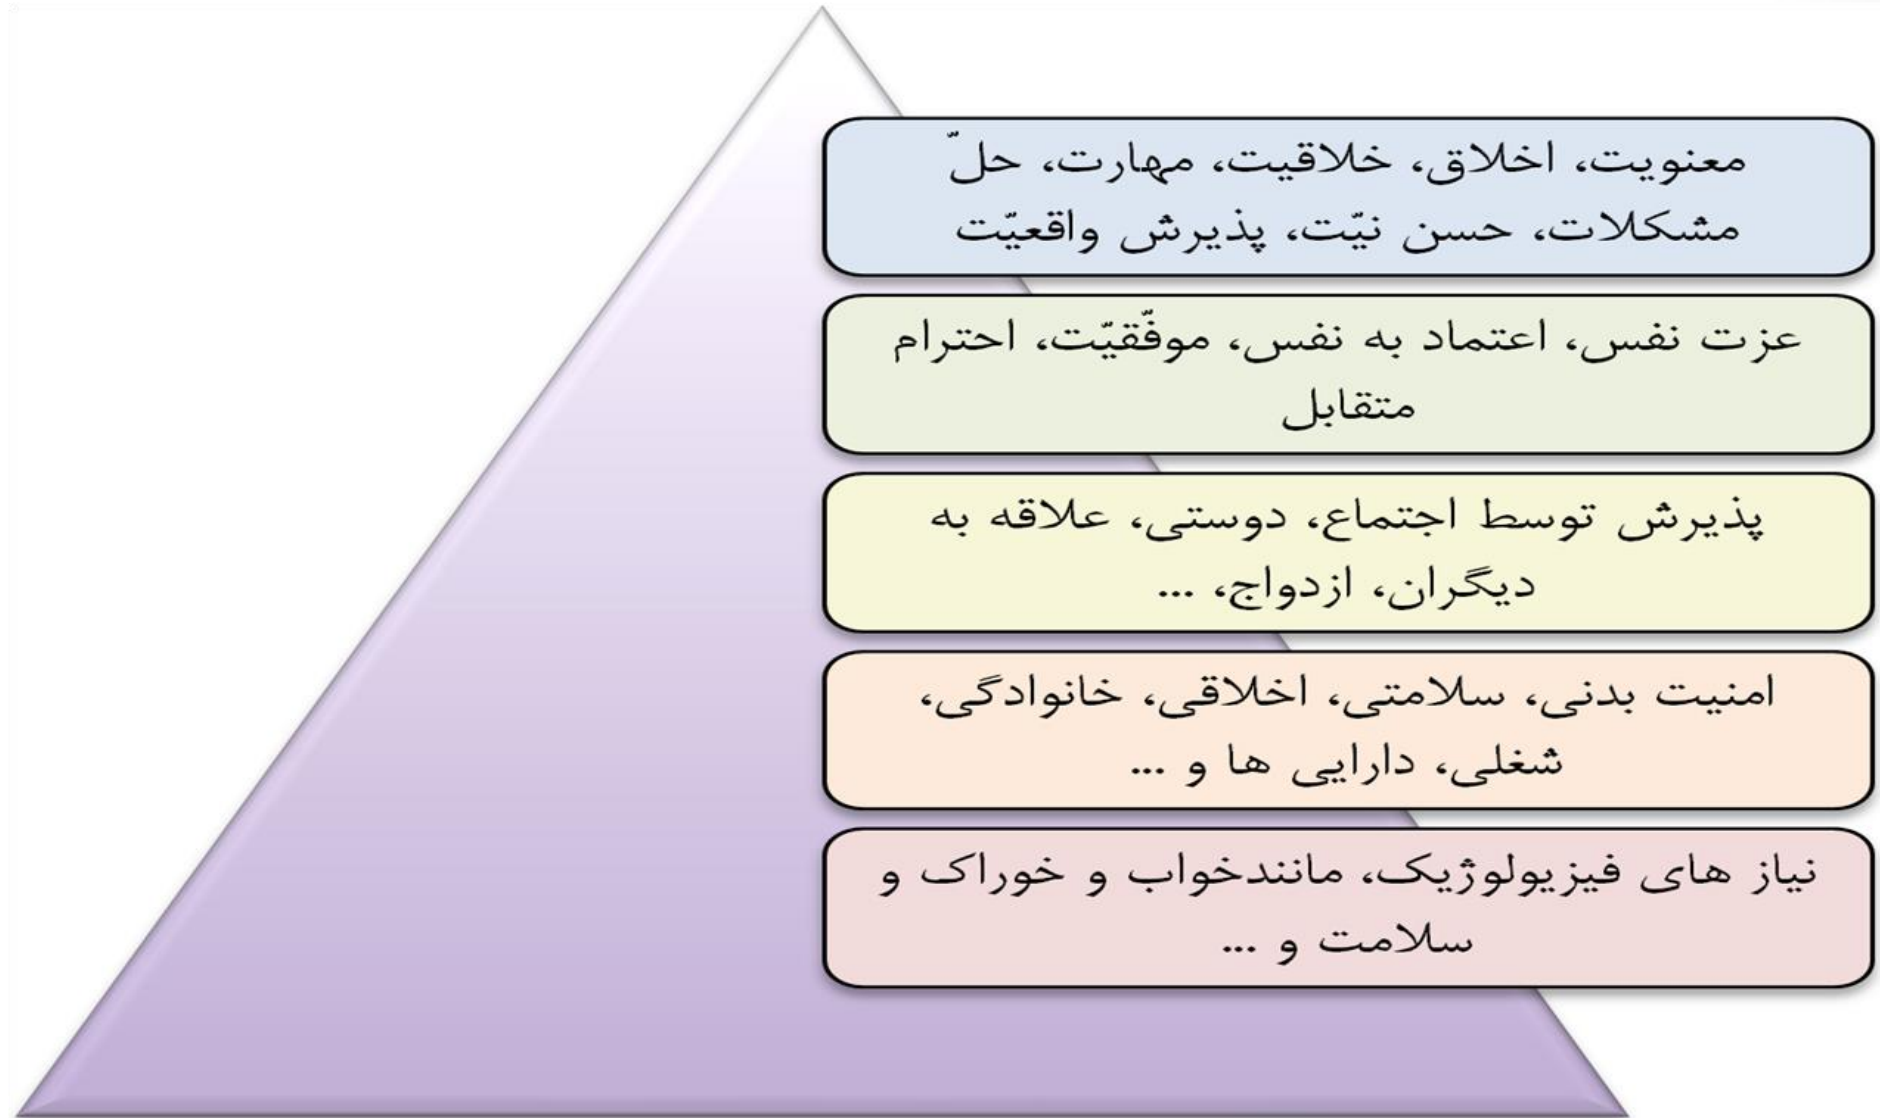 معنویت، اخلاق، خلاقیت، مهارت، حلّ
مشکلات، حسن نیّت، پذیرش واقعیّت
عزت نفس، اعتماد به نفس، موفّقیّت، احترام
متقابل
پذیرش توسط اجتماع، دوستی، علاقه به
دیگران، ازدواج، ...
امنیت بدنی، سلامتی، اخلاقی، خانوادگی،
شغلی، دارایی ها و ...
نیاز های فیزیولوژیک، مانندخواب و خوراک و
سلامت و ...